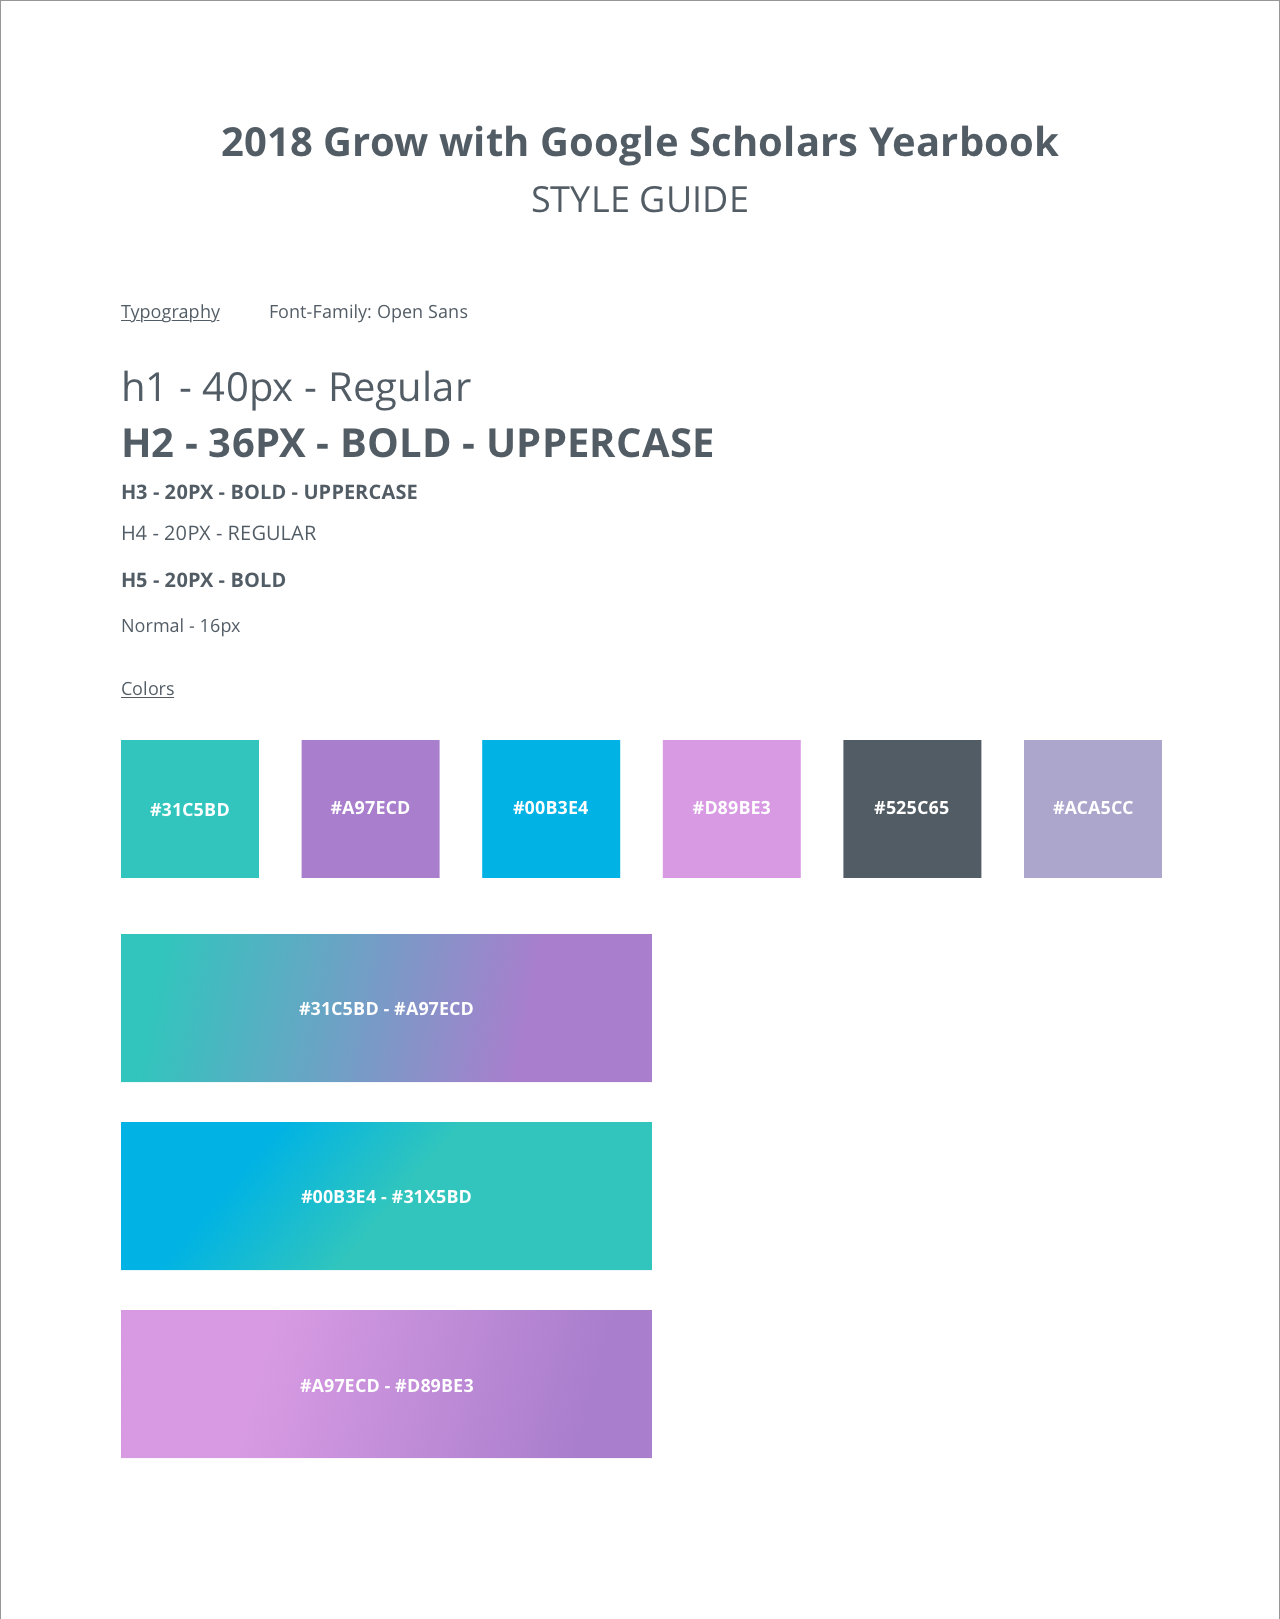 2018 Grow with Google Scholars Yearbook
STYLE GUIDE
Typography Font-Family: Open Sans
h1 - 40px - Regular
H2 - 36PX - BOLD - UPPERCASE
H3 - 20PX - BOLD - UPPERCASE
H4 - 20PX - REGULAR
H5 - 20PX - BOLD
Normal - 16px
Colors
#31C5BD #A97ECD #00B3E4 #D89BE3 #525C65 #ACA5CC
#31C5BD - #A97ECD
#00B3E4 - #31X5BD
#A97ECD - #D89BE3